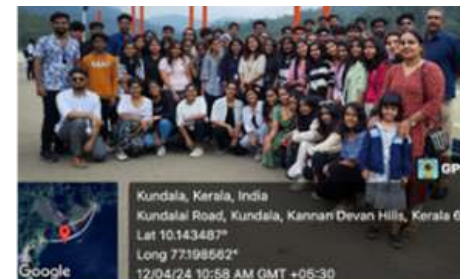 GP
Kundala, Kerala, India
Kundalai Road, Kundala, Kannan Devan Hills, Kerala 6
Lat 10.143487°
Long 77.198562°
12/04/24 10:58 AM GMT +05:30
Google